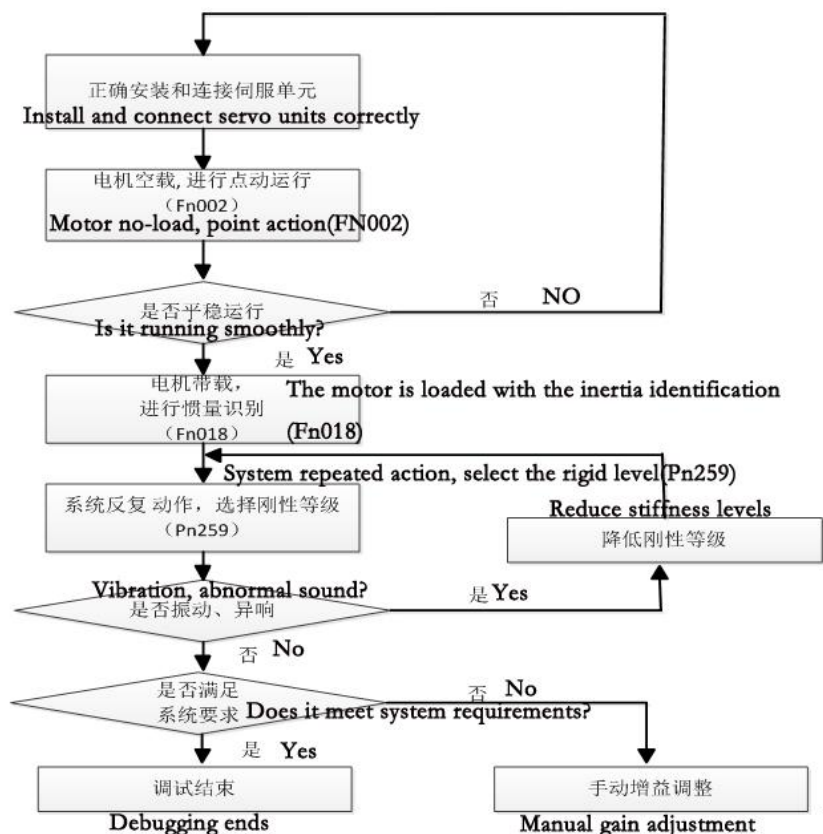 正确安装和连接伺服单元
Install and connect servo units correctly
电机空载, 进行点动运行
（Fn002）
Motor no-load, point action(FN002)
是否平稳运行
否 NO
Is it running smoothly?
是 Yes
电机带载，
进行惯量识别
（Fn018）
The motor is loaded with the inertia identification
(Fn018)
System repeated action, select the rigid level(Pn259)
系统反复动作，选择刚性等级
（Pn259）
Reduce stiffness levels
降低刚性等级
Vibration, abnormal sound?
是否振动、异响
是 Yes
否 No
是否满足
系统要求
否 No
Does it meet system requirements?
是 Yes
调试结束
Debugging ends
手动增益调整
Manual gain adjustment